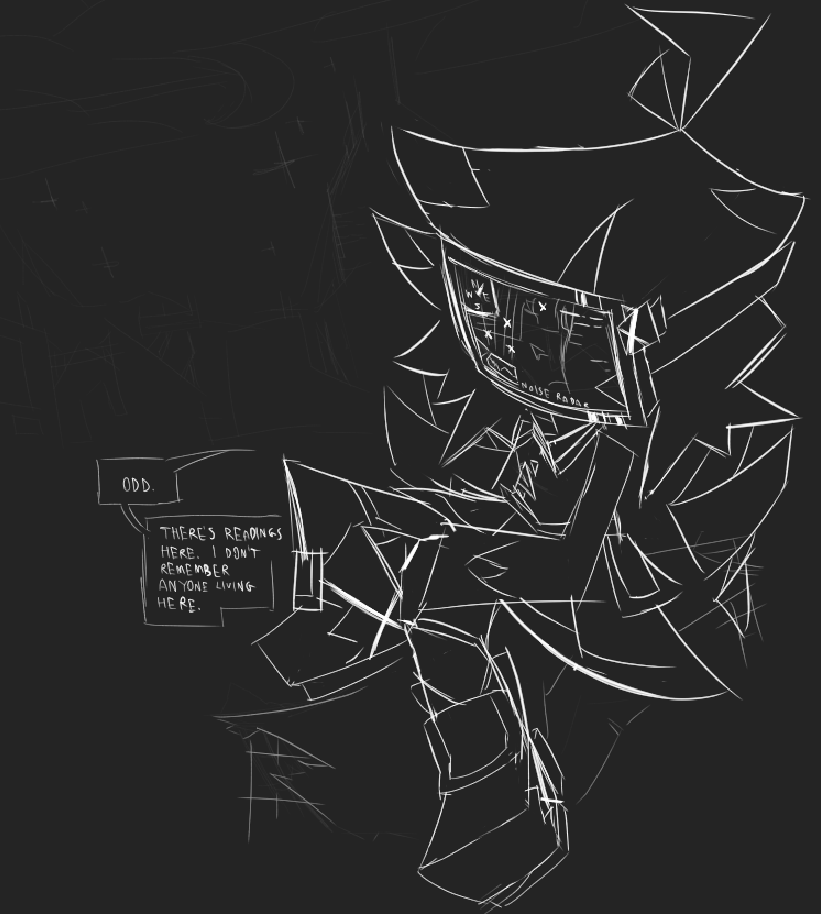 N
W E
S
NOISE RADAR
ODD.
THERE'S READINGS
HERE. I DON'T
REMEMBER
ANYONE LIVING
HERE.